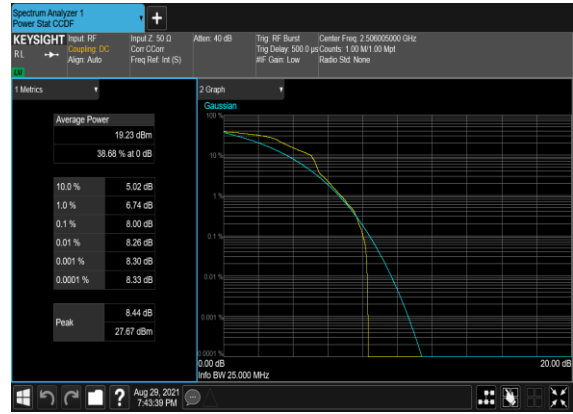 Spectrum Analyzer 1
Power Stat CCDF
+
KEYSIGHT
Input: RF
Input Z: 50 Ω
Atten: 40 dB
Trig: RF Burst
Center Freq: 2.506005000 GHz
RL
Coupling: DC
Corr CCorr
Trig Delay: 500.0 µs
Counts: 1.00 M/1.00 Mpt
Align: Auto
Freq Ref: Int (S)
#IF Gain: Low
Radio Std: None
1 Metrics
2 Graph
Gaussian
Average Power
19.23 dBm
38.68 % at 0 dB
10.0 % 5.02 dB
1.0 % 6.74 dB
0.1 % 8.00 dB
0.01 % 8.26 dB
0.001 % 8.30 dB
0.0001 % 8.33 dB
Peak
8.44 dB
27.67 dBm
100 %
10 %
1 %
0.1 %
0.01 %
0.001 %
0.0001 %
0.00 dB
20.00 dB
Info BW 25.000 MHz
?
Aug 29, 2021
7:43:39 PM